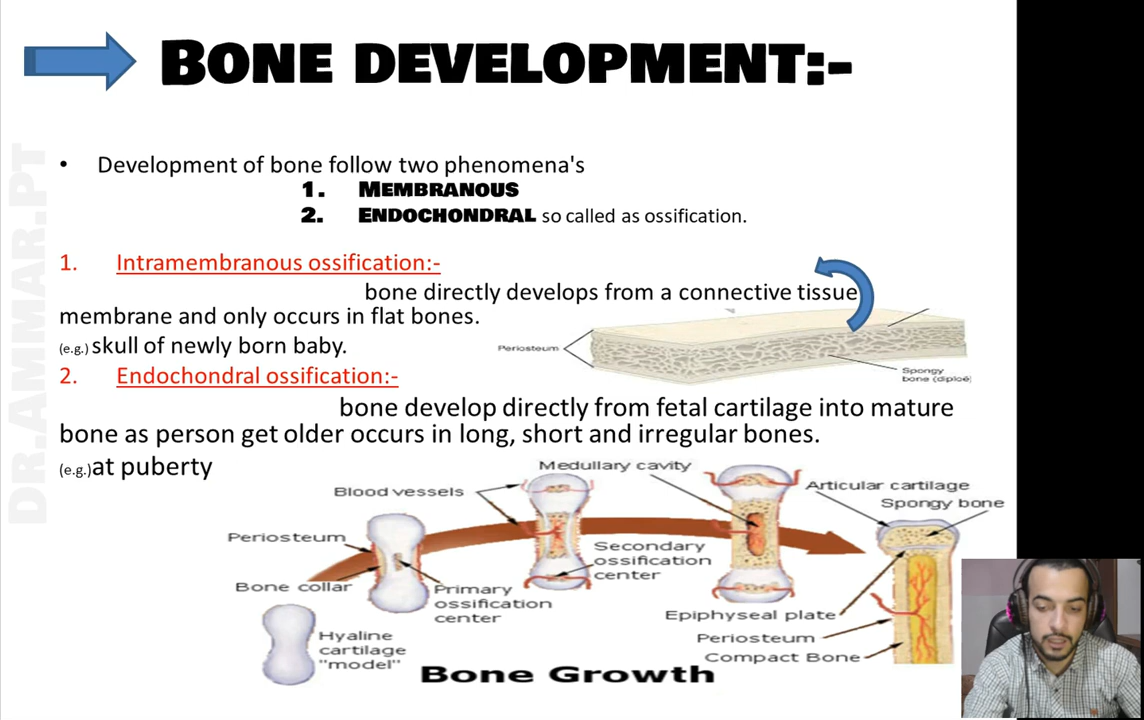 BONE DEVELOPMENT:-
• Development of bone follow two phenomena's
1. MEMBRANOUS
2. ENDOCHONDRAL so called as ossification.
1. Intramembranous ossification:-
bone directly develops from a connective tissue
membrane and only occurs in flat bones.
(e.g.) skull of newly born baby.
Periosteum
Spongy
bone (diploë)
2. Endochondral ossification:-
bone develop directly from fetal cartilage into mature
bone as person get older occurs in long, short and irregular bones.
(e.g.) at puberty
Medullary cavity
Blood vessels
Articular cartilage
Spongy bone
Periosteum
Secondary
ossification
center
Bone collar
Primary
ossification
center
Epiphyseal plate
Hyaline
cartilage
"model"
Periosteum
Compact Bone
Bone Growth
DR.AMMAR.PT